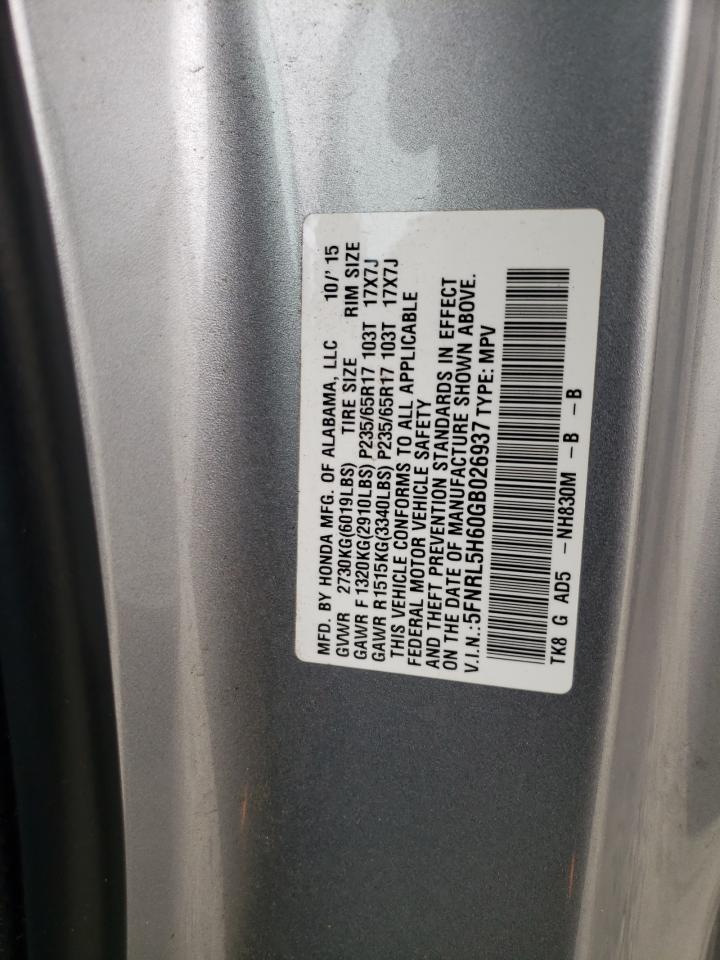 MFD. BY HONDA MFG. OF ALABAMA, LLC 10/' 15
GVWR 2730KG(6019LBS) TIRE SIZE RIM SIZE
GAWR F 1320KG(2910LBS) P235/65R17 103T 17X7J
GAWR R1515KG(3340LBS) P235/65R17 103T 17X7J
THIS VEHICLE CONFORMS TO ALL APPLICABLE
FEDERAL MOTOR VEHICLE SAFETY
AND THEFT PREVENTION STANDARDS IN EFFECT
ON THE DATE OF MANUFACTURE SHOWN ABOVE.
V.I.N.:5FNRL5H60GB026937 TYPE: MPV
TK8 G AD5 -NH830M -B -B